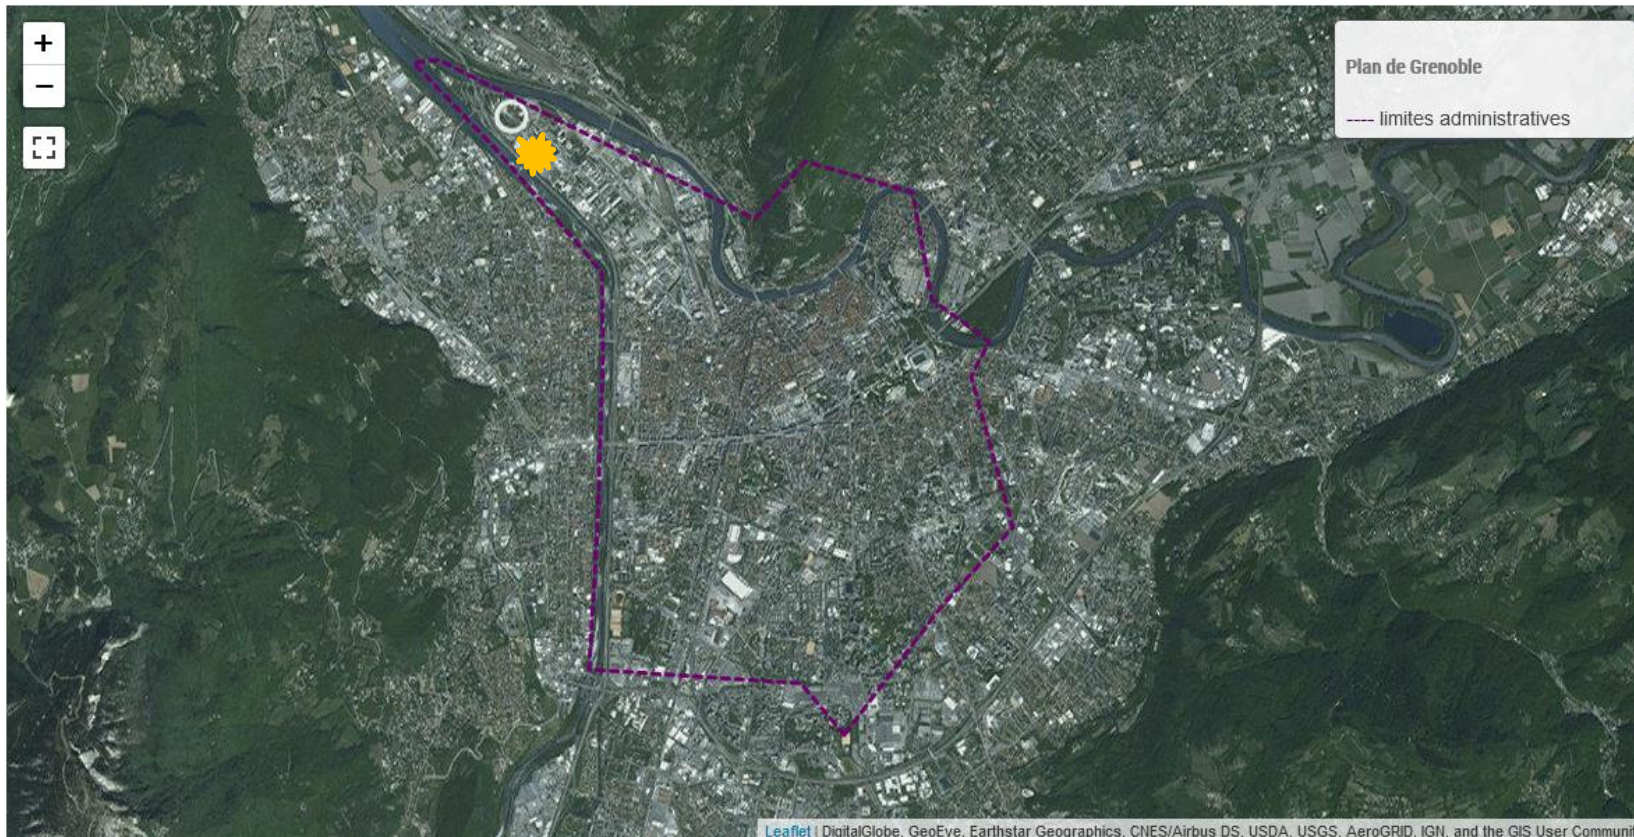 +
−
Plan de Grenoble
---- limites administratives
Leaflet | DigitalGlobe, GeoEye, Earthstar Geographics, CNES/Airbus DS, USDA, USGS, AeroGRID, IGN, and the GIS User Communi